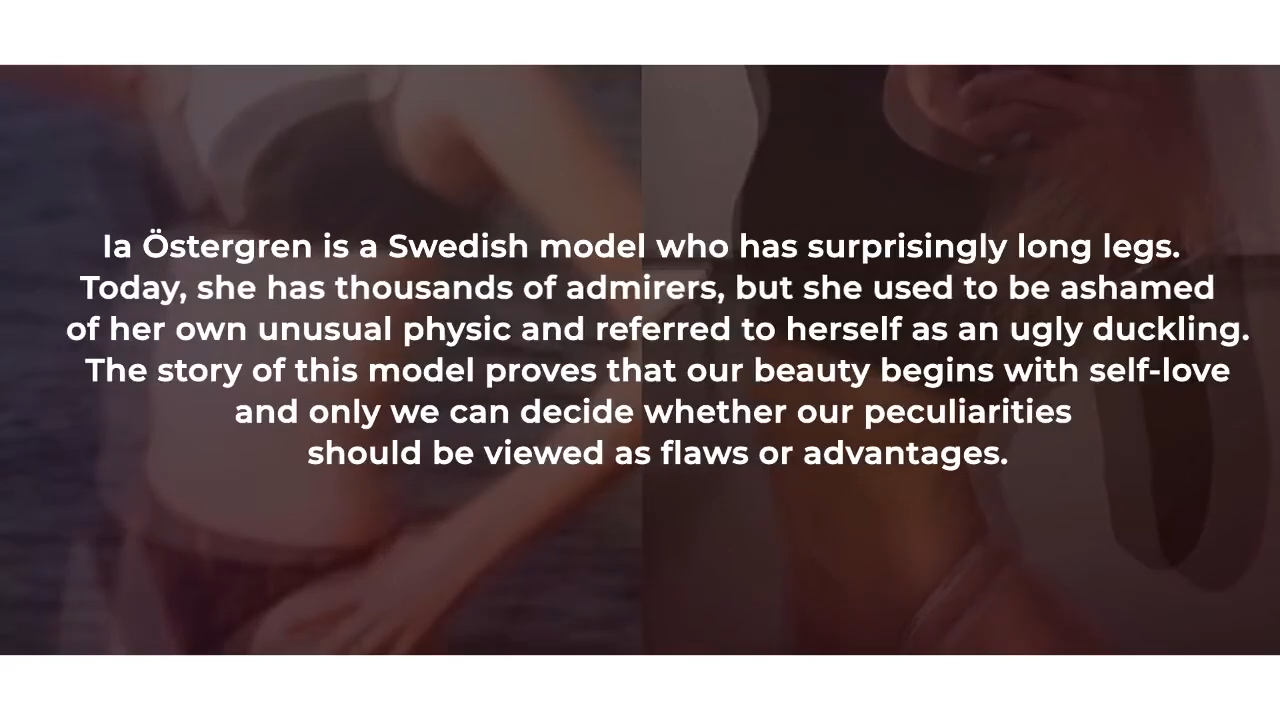 Ia Östergren is a Swedish model who has surprisingly long legs.
Today, she has thousands of admirers, but she used to be ashamed
of her own unusual physic and referred to herself as an ugly duckling.
The story of this model proves that our beauty begins with self-love
and only we can decide whether our peculiarities
should be viewed as flaws or advantages.